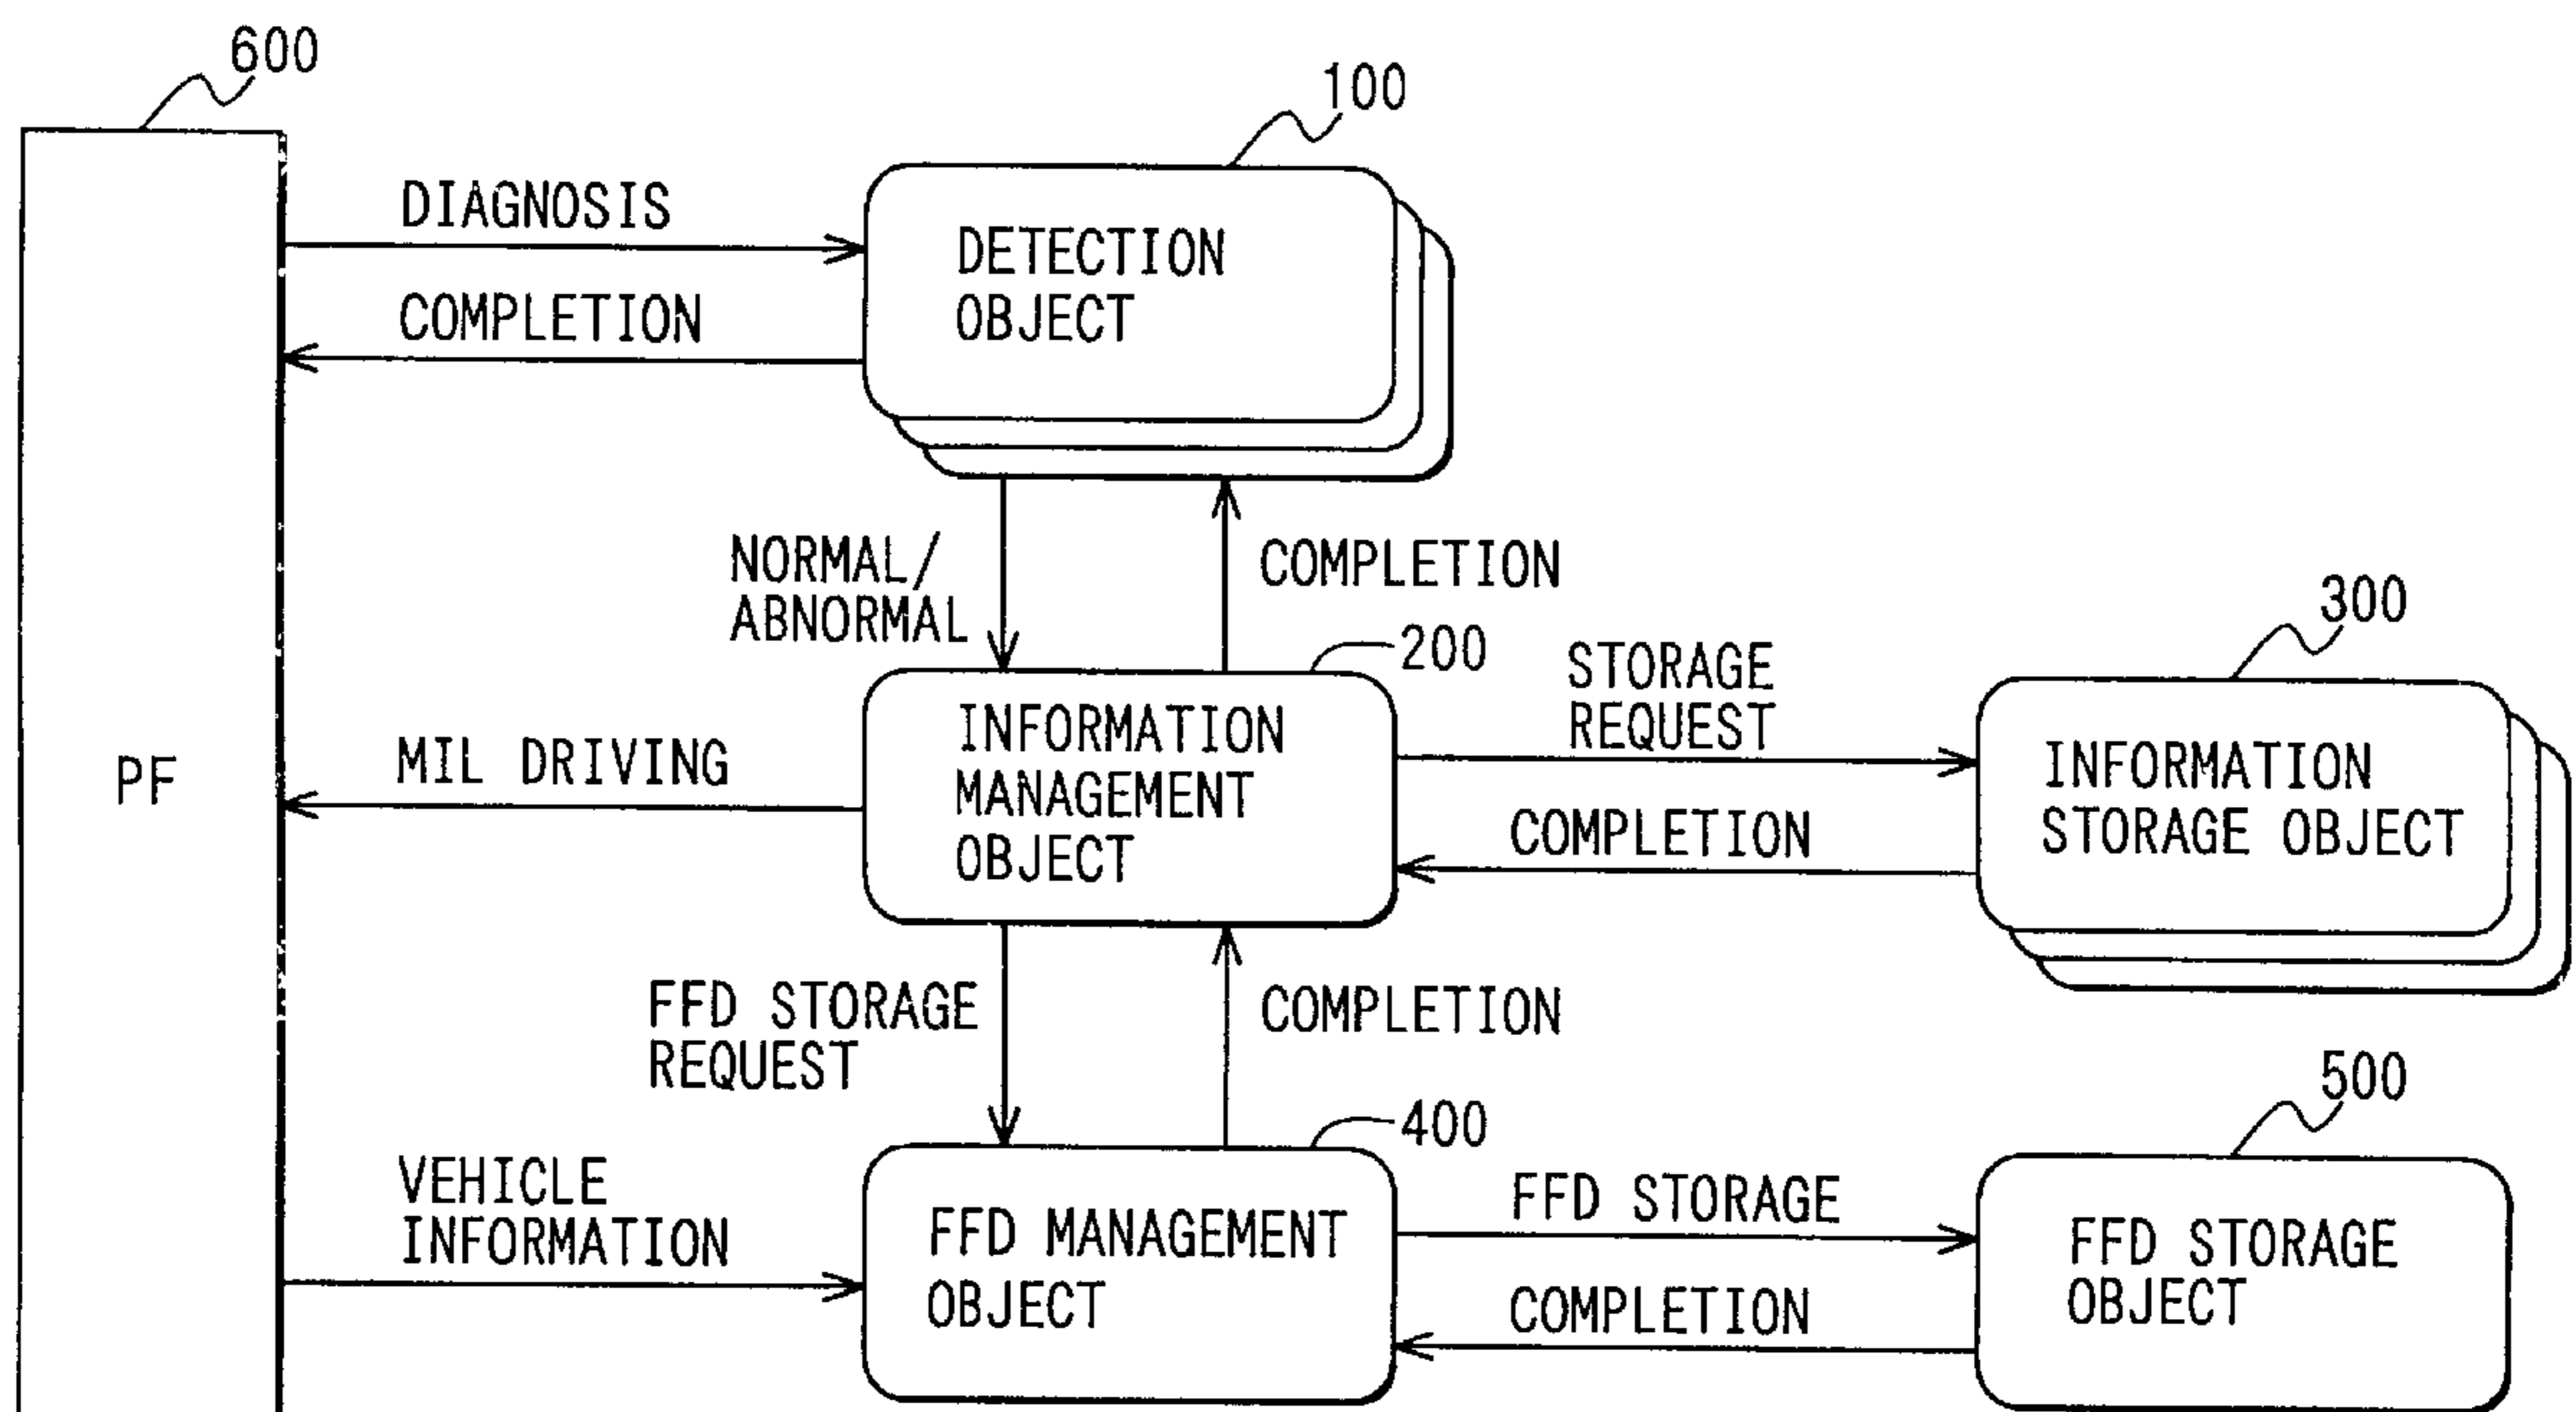 600
100
DIAGNOSIS
COMPLETION
DETECTION
OBJECT
NORMAL/
ABNORMAL
COMPLETION
200
300
STORAGE
REQUEST
PF
MIL DRIVING
INFORMATION
MANAGEMENT
OBJECT
COMPLETION
INFORMATION
STORAGE OBJECT
FFD STORAGE
REQUEST
COMPLETION
400
500
VEHICLE
INFORMATION
FFD MANAGEMENT
OBJECT
FFD STORAGE
COMPLETION
FFD STORAGE
OBJECT